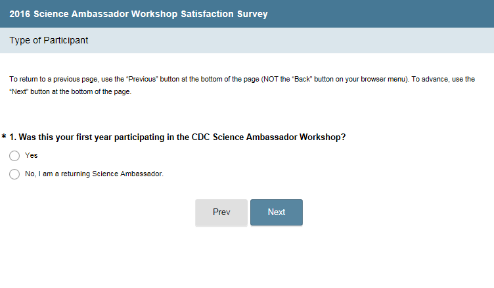 2016 Science Ambassador Workshop Satisfaction Survey
Type of Participant
To return to a previous page, use the "Previous" button at the bottom of the page (NOT the "Back" button on your browser menu). To advance, use the
"Next" button at the bottom of the page.
* 1. Was this your first year participating in the CDC Science Ambassador Workshop?
Yes
No, I am a returning Science Ambassador.
Prev Next